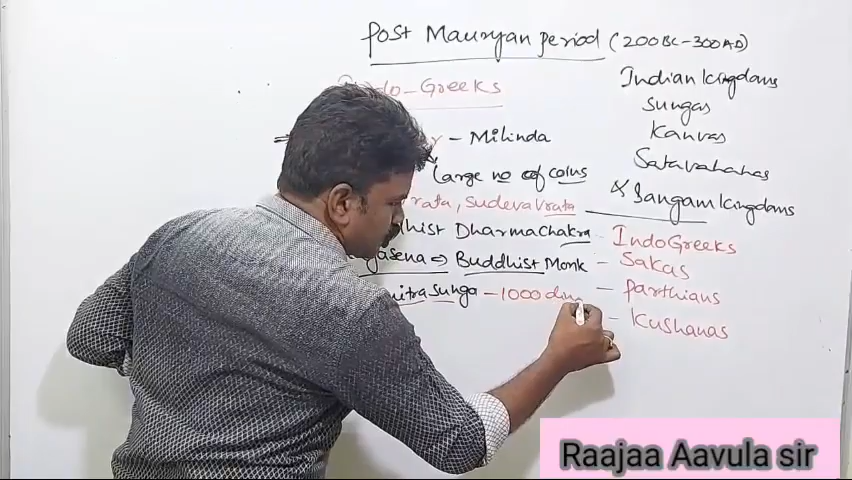 Post Mauryan period (200BC-300AD)
Greeks
- Milinda
Large no of coins
Sudevavrata
Dharmachakra
=> Buddhist Monk
- 1000
Indian kingdoms
Sungas
Kanvas
Satavahanas
& Sangam kingdoms
- IndoGreeks
- Sakas
- Parthians
- Kushanas
Raajaa Aavula sir